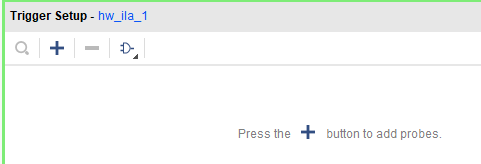 Trigger Setup - hw_ila_1
Press the + button to add probes.